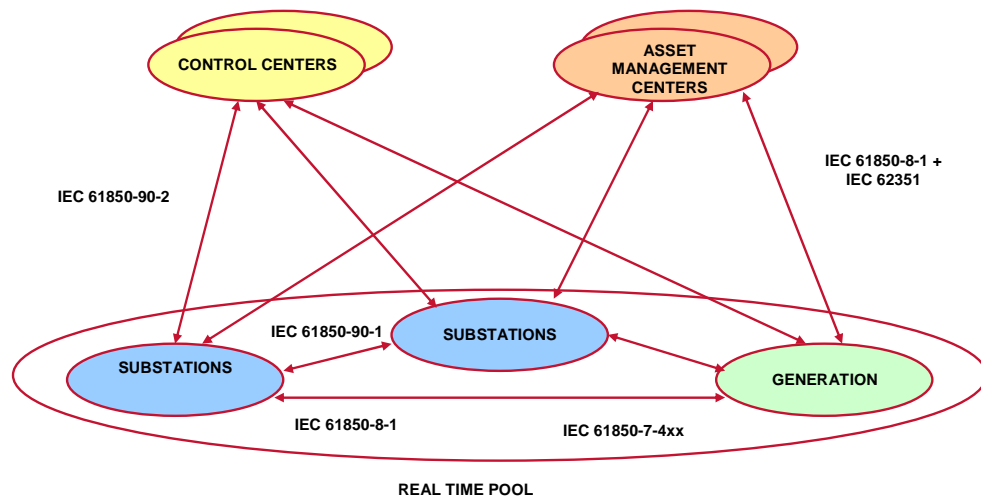 CONTROL CENTERS
ASSET
MANAGEMENT
CENTERS
IEC 61850-8-1 +
IEC 62351
IEC 61850-90-2
IEC 61850-90-1
SUBSTATIONS
SUBSTATIONS
GENERATION
IEC 61850-8-1
IEC 61850-7-4xx
REAL TIME POOL